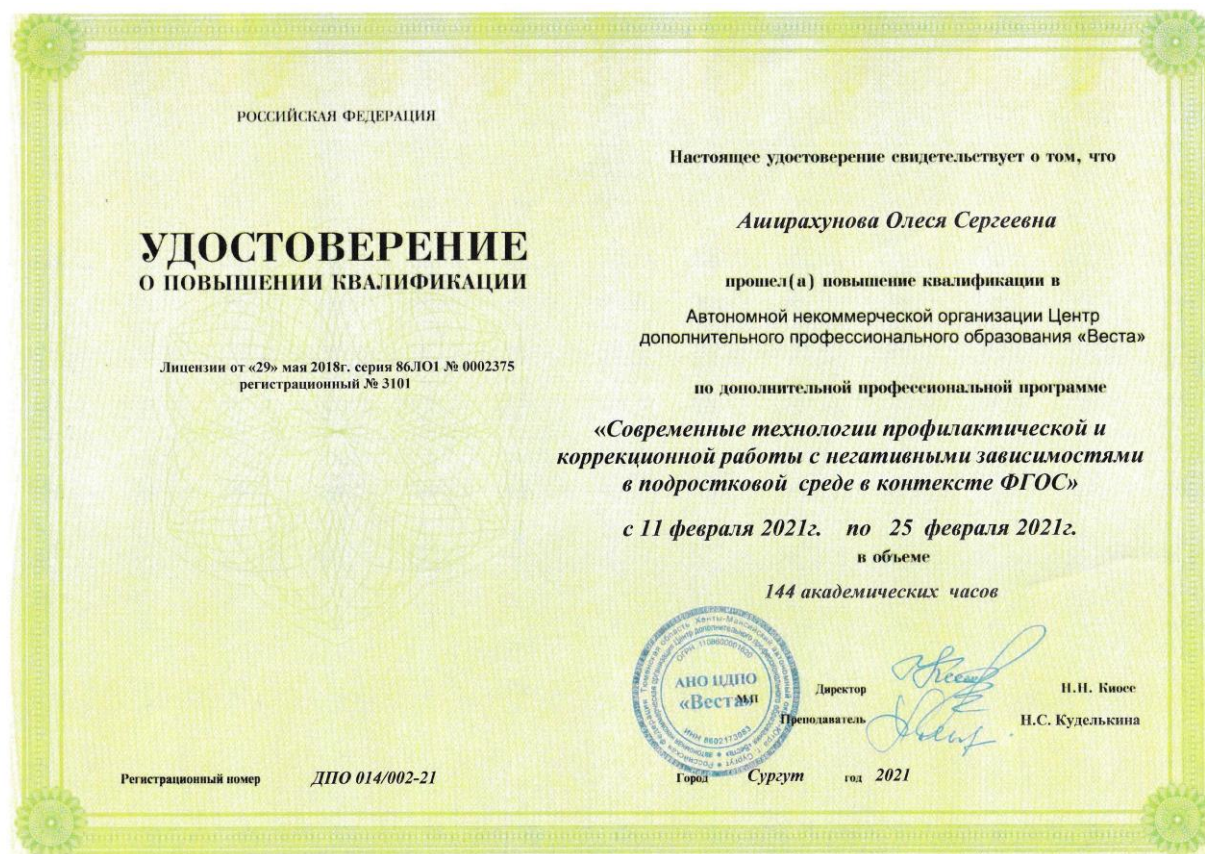 РОССИЙСКАЯ ФЕДЕРАЦИЯ
УДОСТОВЕРЕНИЕ
О ПОВЫШЕНИИ КВАЛИФИКАЦИИ
Лицензии от «29» мая 2018г. серия 86ЛО1 № 0002375
регистрационный № 3101
Регистрационный номер ДПО 014/002-21
Настоящее удостоверение свидетельствует о том, что
Аширахунова Олеся Сергеевна
прошел(а) повышение квалификации в
Автономной некоммерческой организации Центр
дополнительного профессионального образования «Веста»
по дополнительной профессиональной программе
«Современные технологии профилактической и
коррекционной работы с негативными зависимостями
в подростковой среде в контексте ФГОС»
с 11 февраля 2021г. по 25 февраля 2021г.
в объеме
144 академических часов
АНО ЦДПО
«Веста»
М.П
Директор Н.Н. Киосе
Преподаватель Н.С. Куделькина
Город Сургут год 2021